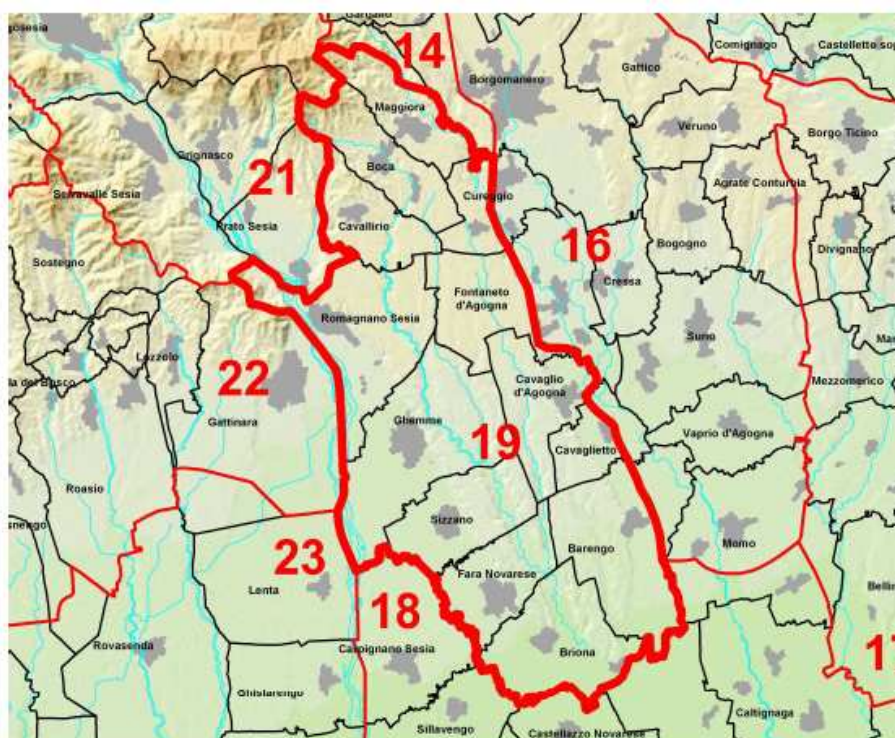 14
Comignago
Borgomanero
Gattico
Maggiora
Veruno
Borgo Ticino
Grignasco
Boca
21
Cureggio
Agrate Conturbia
Serravalle Sesia
Prato Sesia
Cavallirio
16
Bogogno
Divignano
Sostegno
Cressa
Fontaneto
d'Agogna
Romagnano Sesia
Suno
Lozzolo
22
Cavaglio
d'Agogna
Mezzomerico
Gattinara
Ghemme
19
Vaprio d'Agogna
Cavaglietto
Roasio
Sizzano
23
Barengo
Momo
Lenta
Fara Novarese
18
Rovasenda
Carpignano Sesia
Briona
17
Ghislarengo
Sillavengo
Castellazzo Novarese
Caltignaga